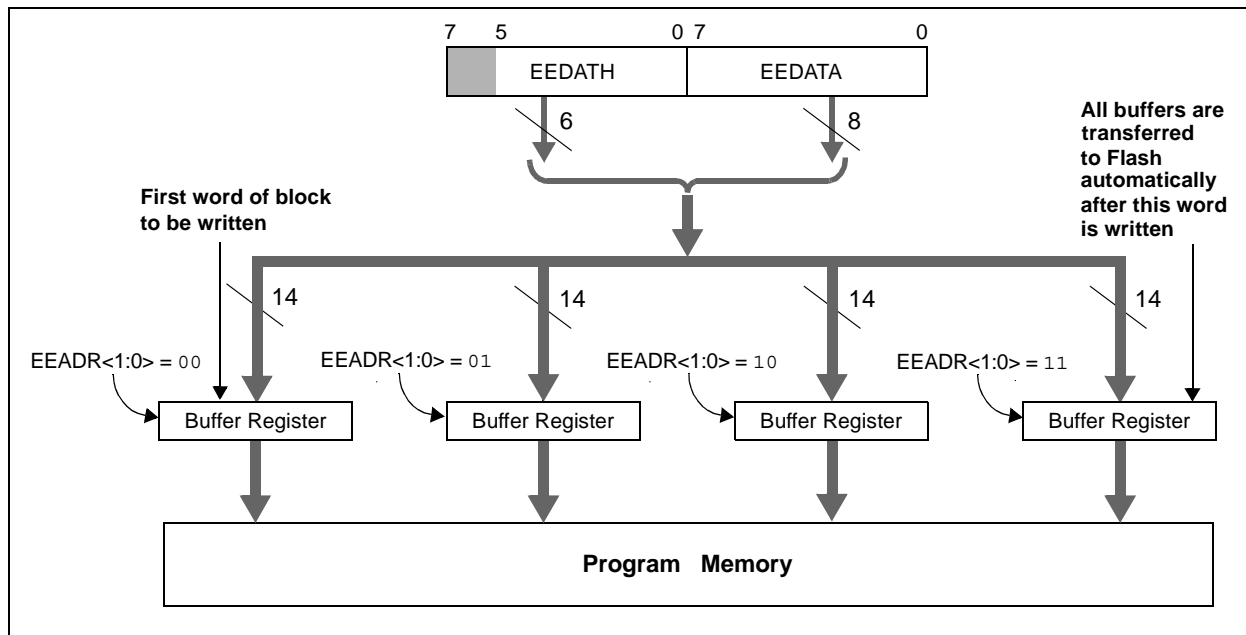 7 5 0 7 0
EEDATH EEDATA
6 8
All buffers are
transferred
to Flash
automatically
after this word
is written
First word of block
to be written
14 14 14 14
EEADR<1:0> = 00 EEADR<1:0> = 01 EEADR<1:0> = 10 EEADR<1:0> = 11
Buffer Register Buffer Register Buffer Register Buffer Register
Program Memory